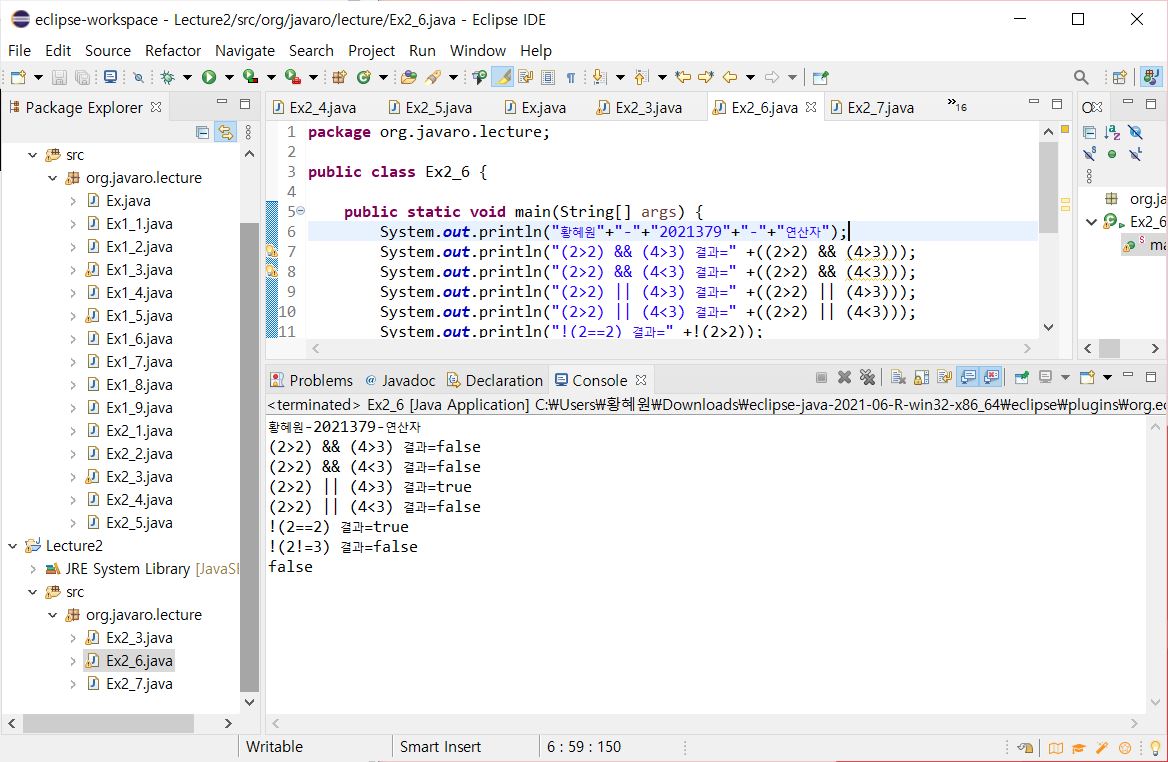 eclipse-workspace - Lecture2/src/org/javaro/lecture/Ex2_6.java - Eclipse IDE
File Edit Source Refactor Navigate Search Project Run Window Help
Package Explorer
src
org.javaro.lecture
Ex.java
Ex1_1.java
Ex1_2.java
Ex1_3.java
Ex1_4.java
Ex1_5.java
Ex1_6.java
Ex1_7.java
Ex1_8.java
Ex1_9.java
Ex2_1.java
Ex2_2.java
Ex2_3.java
Ex2_4.java
Ex2_5.java
Lecture2
JRE System Library [JavaSE
src
org.javaro.lecture
Ex2_3.java
Ex2_6.java
Ex2_7.java
Ex2_4.java Ex2_5.java Ex.java Ex2_3.java Ex2_6.java Ex2_7.java »16
1 package org.javaro.lecture;
2
3 public class Ex2_6 {
4
5 public static void main(String[] args) {
6 System.out.println("황혜원"+"-"+"2021379"+"-"+"연산자");
7 System.out.println("(2>2) && (4>3) 결과=" +((2>2) && (4>3)));
8 System.out.println("(2>2) && (4<3) 결과=" +((2>2) && (4<3)));
9 System.out.println("(2>2) || (4>3) 결과=" +((2>2) || (4>3)));
10 System.out.println("(2>2) || (4<3) 결과=" +((2>2) || (4<3)));
11 System.out.println("!(2==2) 결과=" +!(2>2));
org.ja
Ex2_6
ma
Problems @ Javadoc Declaration Console
<terminated> Ex2_6 [Java Application] C:₩Users₩황혜원₩Downloads₩eclipse-java-2021-06-R-win32-x86_64₩eclipse₩plugins₩org.ec
황혜원-2021379-연산자
(2>2) && (4>3) 결과=false
(2>2) && (4<3) 결과=false
(2>2) || (4>3) 결과=true
(2>2) || (4<3) 결과=false
!(2==2) 결과=true
!(2!=3) 결과=false
false
Writable Smart Insert 6 : 59 : 150